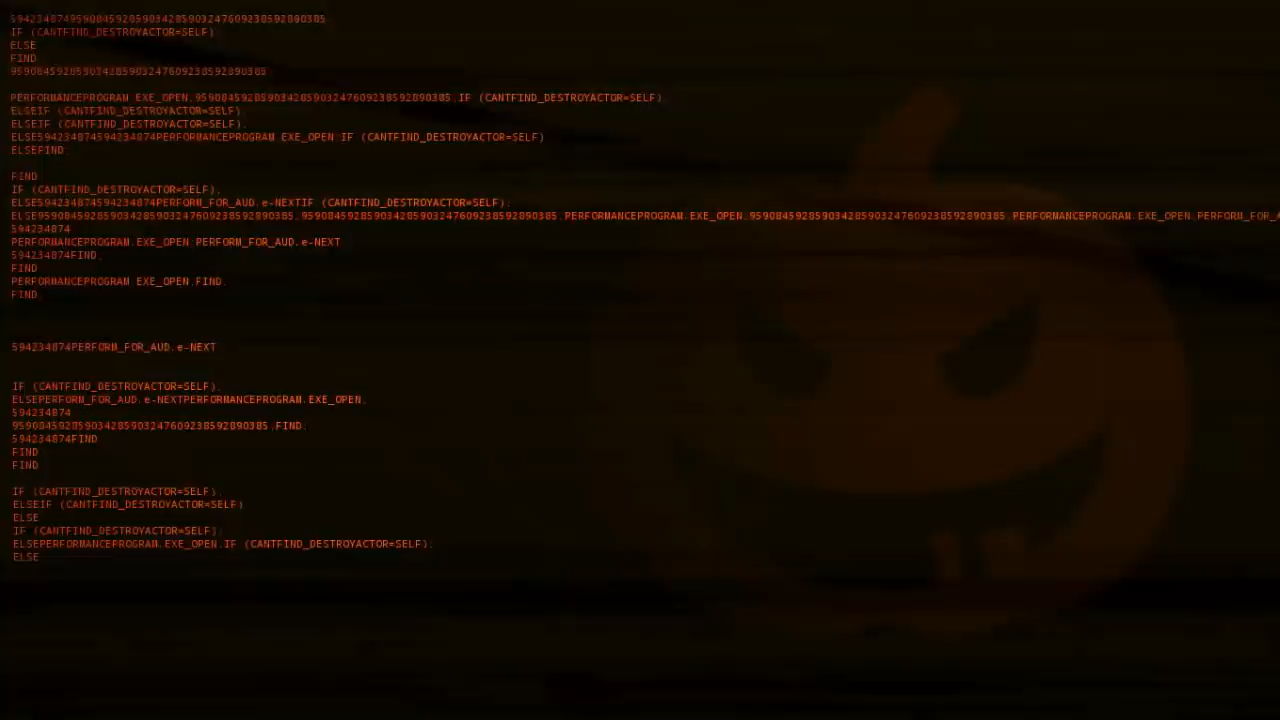 594234874959084592859034285903247609238592890385
IF (CANTFIND_DESTROYACTOR=SELF)
ELSE
FIND
959084592859034285903247609238592890385
PERFORMANCEPROGRAM.EXE_OPEN.959084592859034285903247609238592890385.IF (CANTFIND_DESTROYACTOR=SELF)
ELSEIF (CANTFIND_DESTROYACTOR=SELF).
ELSEIF (CANTFIND_DESTROYACTOR=SELF).
ELSE594234874594234874PERFORMANCEPROGRAM.EXE_OPEN.IF (CANTFIND_DESTROYACTOR=SELF)
ELSEFIND.
FIND
IF (CANTFIND_DESTROYACTOR=SELF).
ELSE594234874594234874PERFORM_FOR_AUD.e-NEXTIF (CANTFIND_DESTROYACTOR=SELF).
ELSE959084592859034285903247609238592890385.959084592859034285903247609238592890385.PERFORMANCEPROGRAM.EXE_OPEN.959084592859034285903247609238592890385.PERFORMANCEPROGRAM.EXE_OPEN.PERFORM_FOR_A
594234874
PERFORMANCEPROGRAM.EXE_OPEN.PERFORM_FOR_AUD.e-NEXT
594234874FIND.
FIND
PERFORMANCEPROGRAM.EXE_OPEN.FIND.
FIND.
594234874PERFORM_FOR_AUD.e-NEXT
IF (CANTFIND_DESTROYACTOR=SELF).
ELSEPERFORM_FOR_AUD.e-NEXTPERFORMANCEPROGRAM.EXE_OPEN.
594234874
959084592859034285903247609238592890385.FIND.
594234874FIND
FIND
FIND
IF (CANTFIND_DESTROYACTOR=SELF).
ELSEIF (CANTFIND_DESTROYACTOR=SELF)
ELSE
IF (CANTFIND_DESTROYACTOR=SELF).
ELSEPERFORMANCEPROGRAM.EXE_OPEN.IF (CANTFIND_DESTROYACTOR=SELF).
ELSE